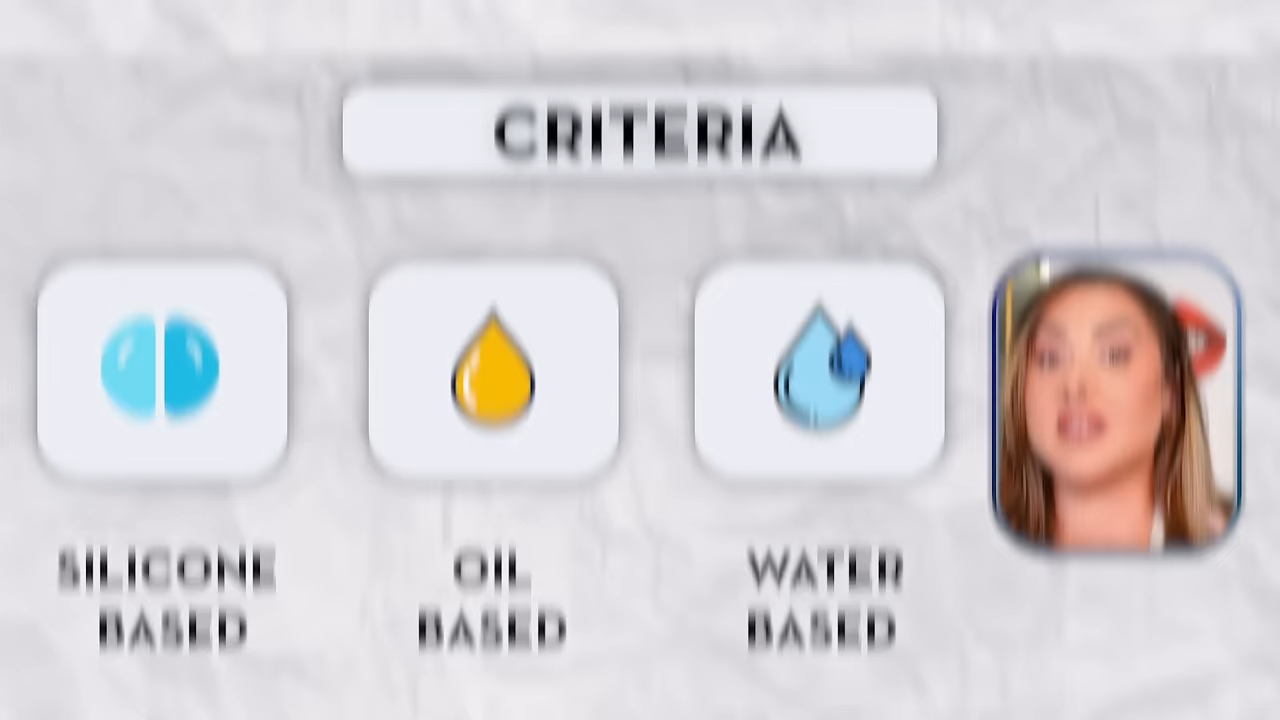 CRITERIA
SILICONE
BASED
OIL
BASED
WATER
BASED